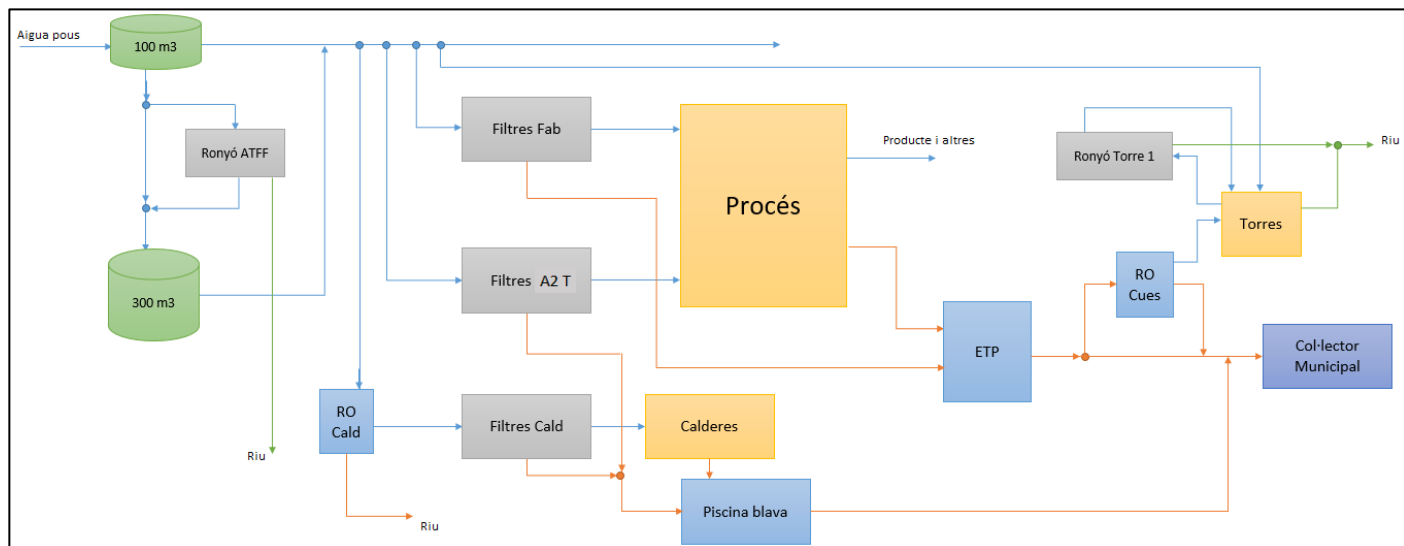 Aigua pous
100 m3
Ronyó ATFF
300 m3
Riu
RO
Cald
Riu
Filtres Fab
Filtres A2 T
Filtres Cald
Procés
Calderes
Piscina blava
Producte i altres
ETP
Ronyó Torre 1
Riu
Torres
RO
Cues
Col·lector
Municipal